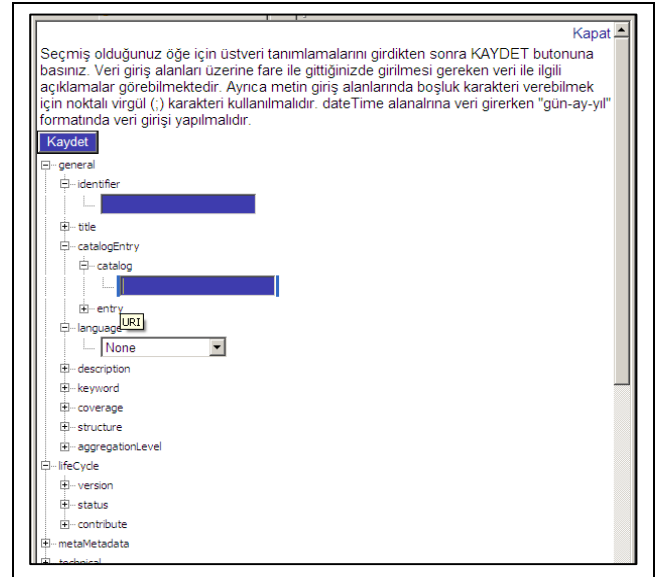 Kapat
Seçmiş olduğunuz öğe için üstveri tanımlamalarını girdikten sonra KAYDET butonuna
basınız. Veri giriş alanları üzerine fare ile gittiğinizde girilmesi gereken veri ile ilgili
açıklamalar görebilmektedir. Ayrıca metin giriş alanlarında boşluk karakteri verebilmek
için noktalı virgül (;) karakteri kullanılmalıdır. dateTime alanalrına veri girerken "gün-ay-yıl"
formatında veri girişi yapılmalıdır.
Kaydet
general
identifier
title
catalogEntry
catalog
entry
URI
language
None
description
keyword
coverage
structure
aggregationLevel
lifeCycle
version
status
contribute
metaMetadata
technical